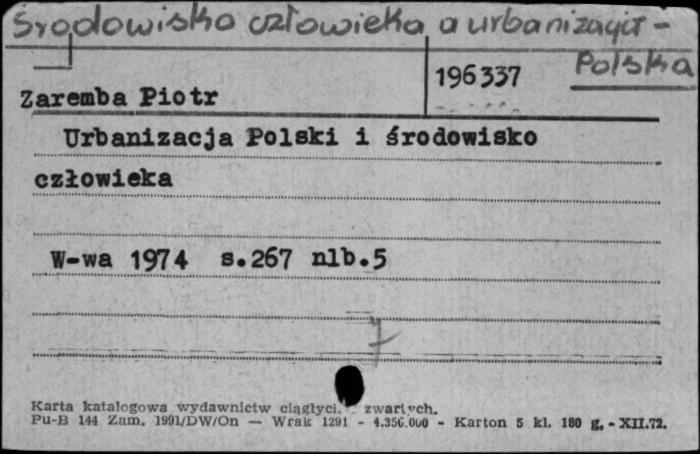 Środowisko człowieka a urbanizacja -
Polska
196337
Zaremba Piotr
Urbanizacja Polski i środowisko
człowieka
W-wa 1974 s.267 nlb.5
Karta katalogowa wydawnictw ciągłych - zwartych.
Pu-B 144 Zam. 1991/DW/On — Wrak 1291 - 4.350.000 - Karton 5 kl. 180 g. - XII.72.